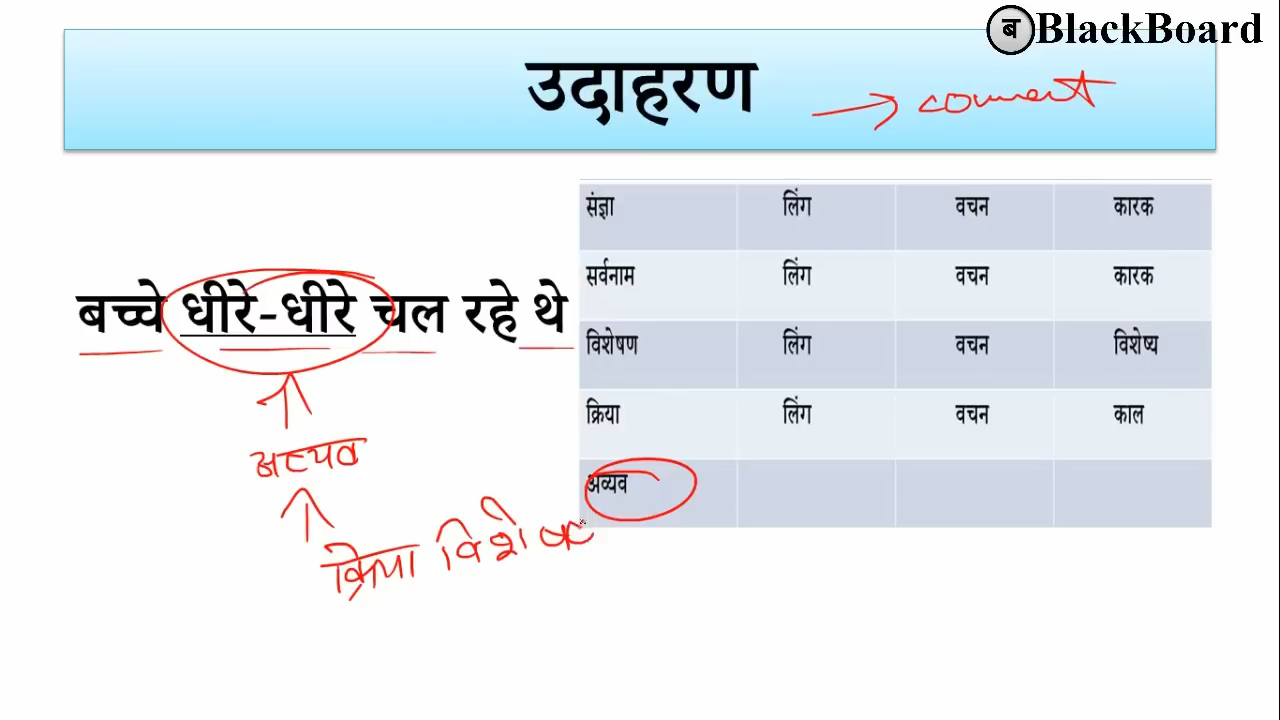 ब BlackBoard
उदाहरण
→ comment
संज्ञा लिंग वचन कारक
सर्वनाम लिंग वचन कारक
विशेषण लिंग वचन विशेष्य
क्रिया लिंग वचन काल
अव्यव
बच्चे धीरे-धीरे चल रहे थे
अव्यव
क्रिया विशेषण